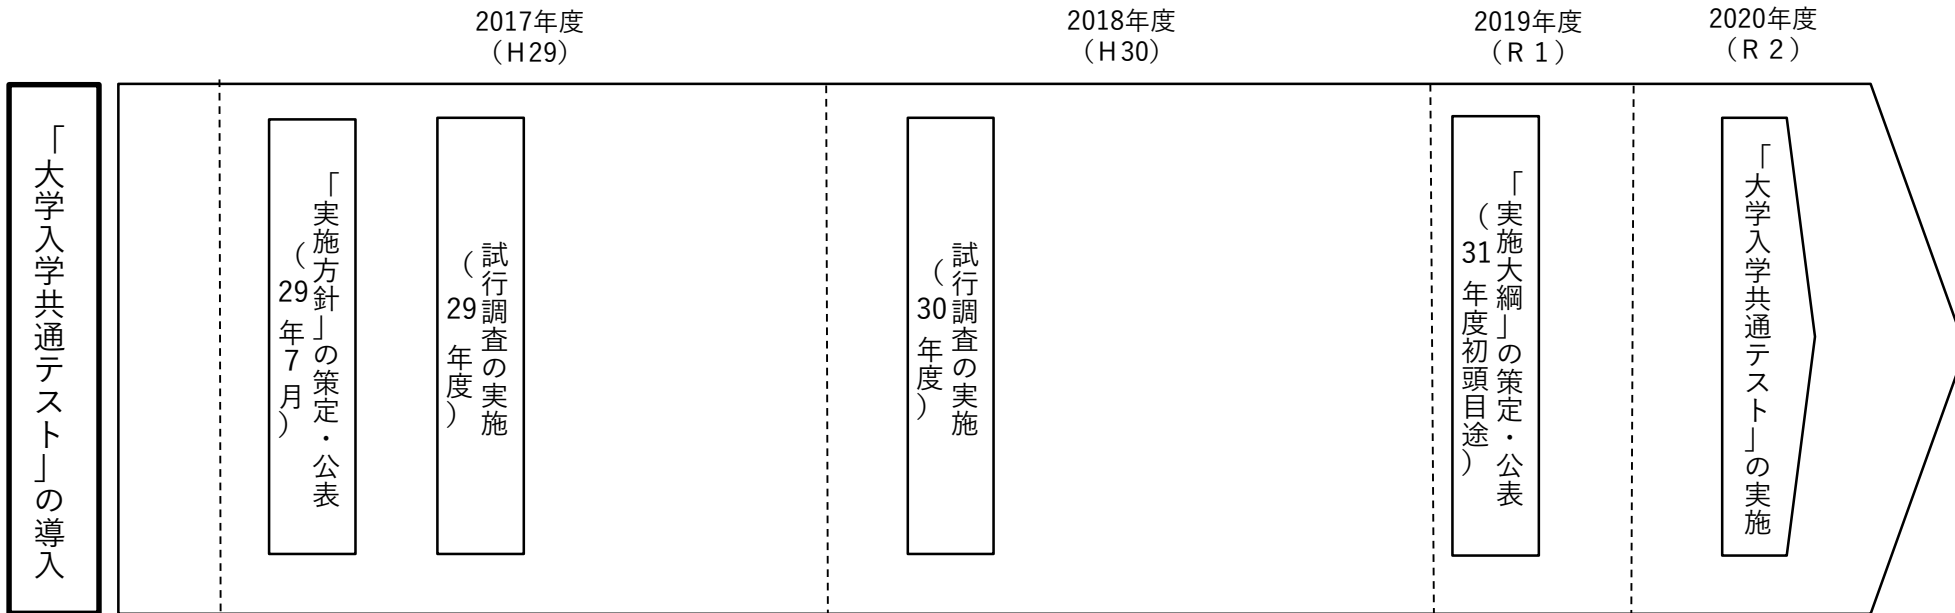 2017年度
（H29）
2018年度
（H30）
2019年度
（R１）
2020年度
（R２）
「大学入学共通テスト」の導入
「実施方針」の策定・公表
（29年７月）
試行調査の実施
（29年度）
試行調査の実施
（30年度）
「実施大綱」の策定・公表
（31年度初頭目途）
「大学入学共通テスト」の実施